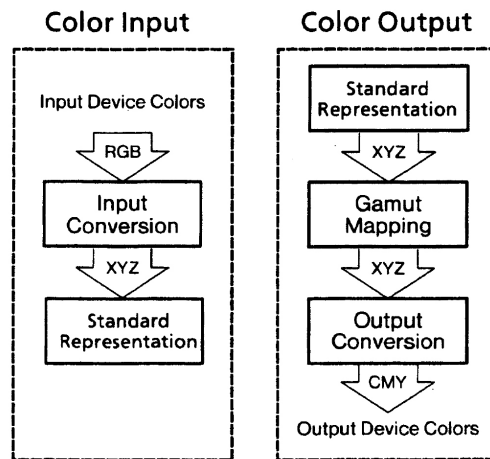 Color Input
Input Device Colors
RGB
Input
Conversion
XYZ
Standard
Representation
Color Output
Standard
Representation
XYZ
Gamut
Mapping
XYZ
Output
Conversion
CMY
Output Device Colors